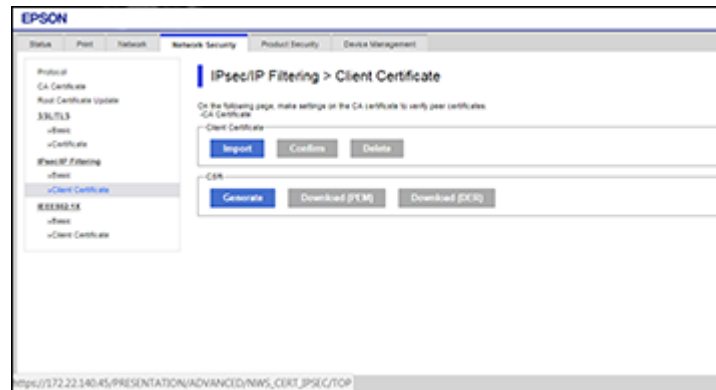 EPSON
Status Print Network Network Security Product Security Device Management
Protocol
CA Certificate
Root Certificate Update
SSL/TLS
»Basic
»Certificate
IPsec/IP Filtering
»Basic
»Client Certificate
IEEE802.1X
»Basic
»Client Certificate
IPsec/IP Filtering > Client Certificate
On the following page, make settings on the CA certificate to verify peer certificates.
-CA Certificate
Client Certificate
Import Confirm Delete
CSR
Generate Download (PEM) Download (DER)
https://172.22.140.45/PRESENTATION/ADVANCED/NWS_CERT_IPSEC/TOP